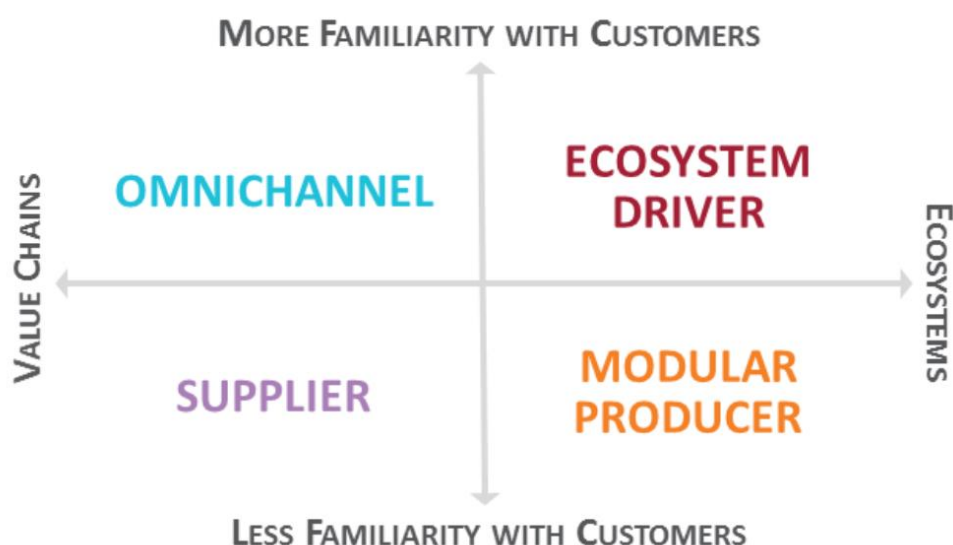 MORE FAMILIARITY WITH CUSTOMERS
OMNICHANNEL
ECOSYSTEM
DRIVER
VALUE CHAINS
ECOSYSTEMS
SUPPLIER
MODULAR
PRODUCER
LESS FAMILIARITY WITH CUSTOMERS